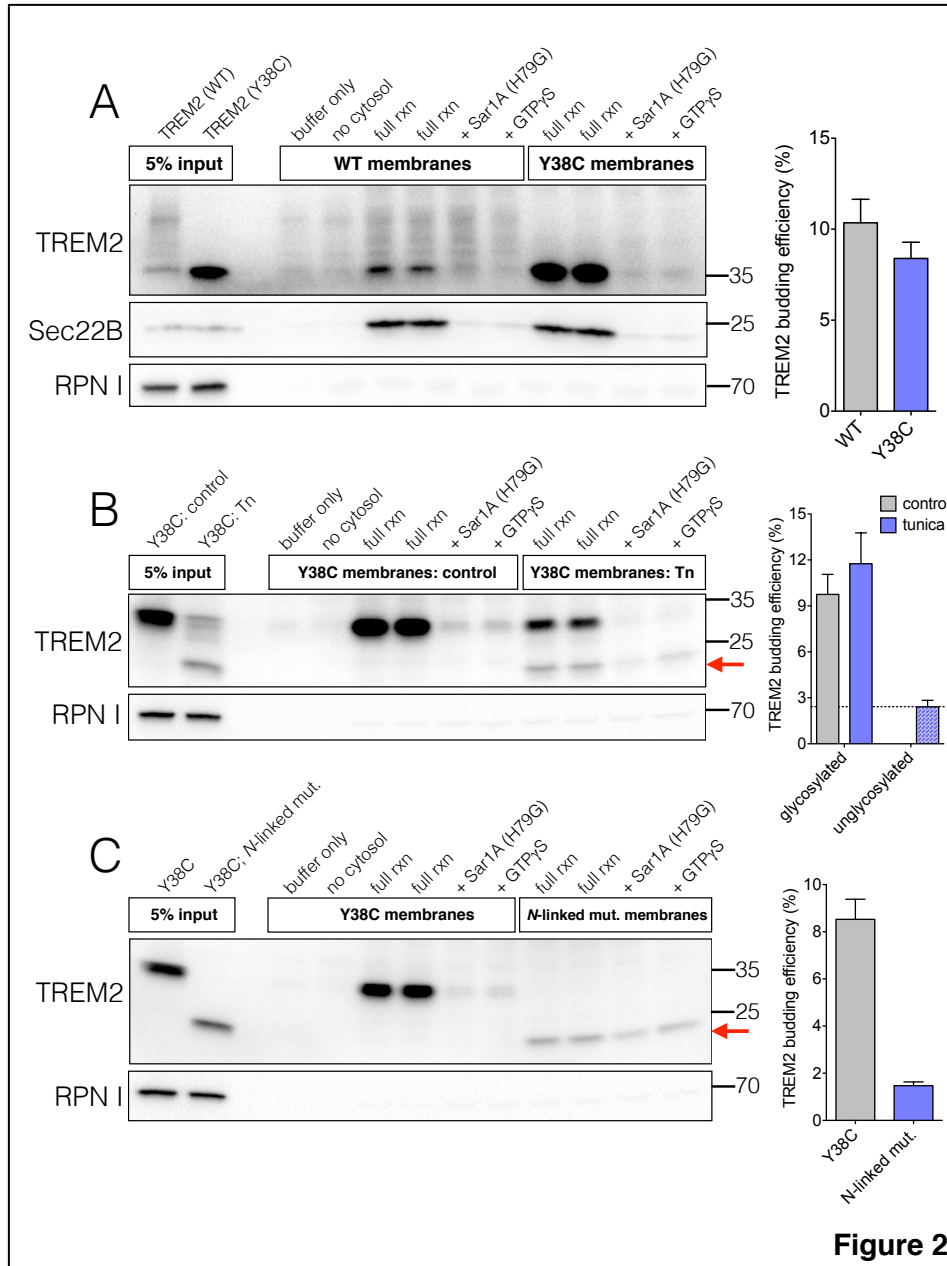 A
TREM2 (WT)
TREM2 (Y38C)
buffer only
no cytosol
full rxn
full rxn
+ Sar1A (H79G)
+ GTPγS
full rxn
full rxn
+ Sar1A (H79G)
+ GTPγS
5% input
WT membranes
Y38C membranes
TREM2
35
Sec22B
25
RPN I
70
TREM2 budding efficiency (%)
15
10
5
0
WT
Y38C
B
Y38C: control
Y38C: Tn
buffer only
no cytosol
full rxn
full rxn
+ Sar1A (H79G)
+ GTPγS
full rxn
full rxn
+ Sar1A (H79G)
+ GTPγS
5% input
Y38C membranes: control
Y38C membranes: Tn
TREM2
35
25
RPN I
70
contro
tunica
TREM2 budding efficiency (%)
15
12
9
6
3
0
glycosylated
unglycosylated
C
Y38C
Y38C; N-linked mut.
buffer only
no cytosol
full rxn
full rxn
+ Sar1A (H79G)
+ GTPγS
full rxn
full rxn
+ Sar1A (H79G)
+ GTPγS
5% input
Y38C membranes
N-linked mut. membranes
TREM2
35
25
RPN I
70
TREM2 budding efficiency (%)
10
8
6
4
2
0
Y38C
N-linked mut.
Figure 2